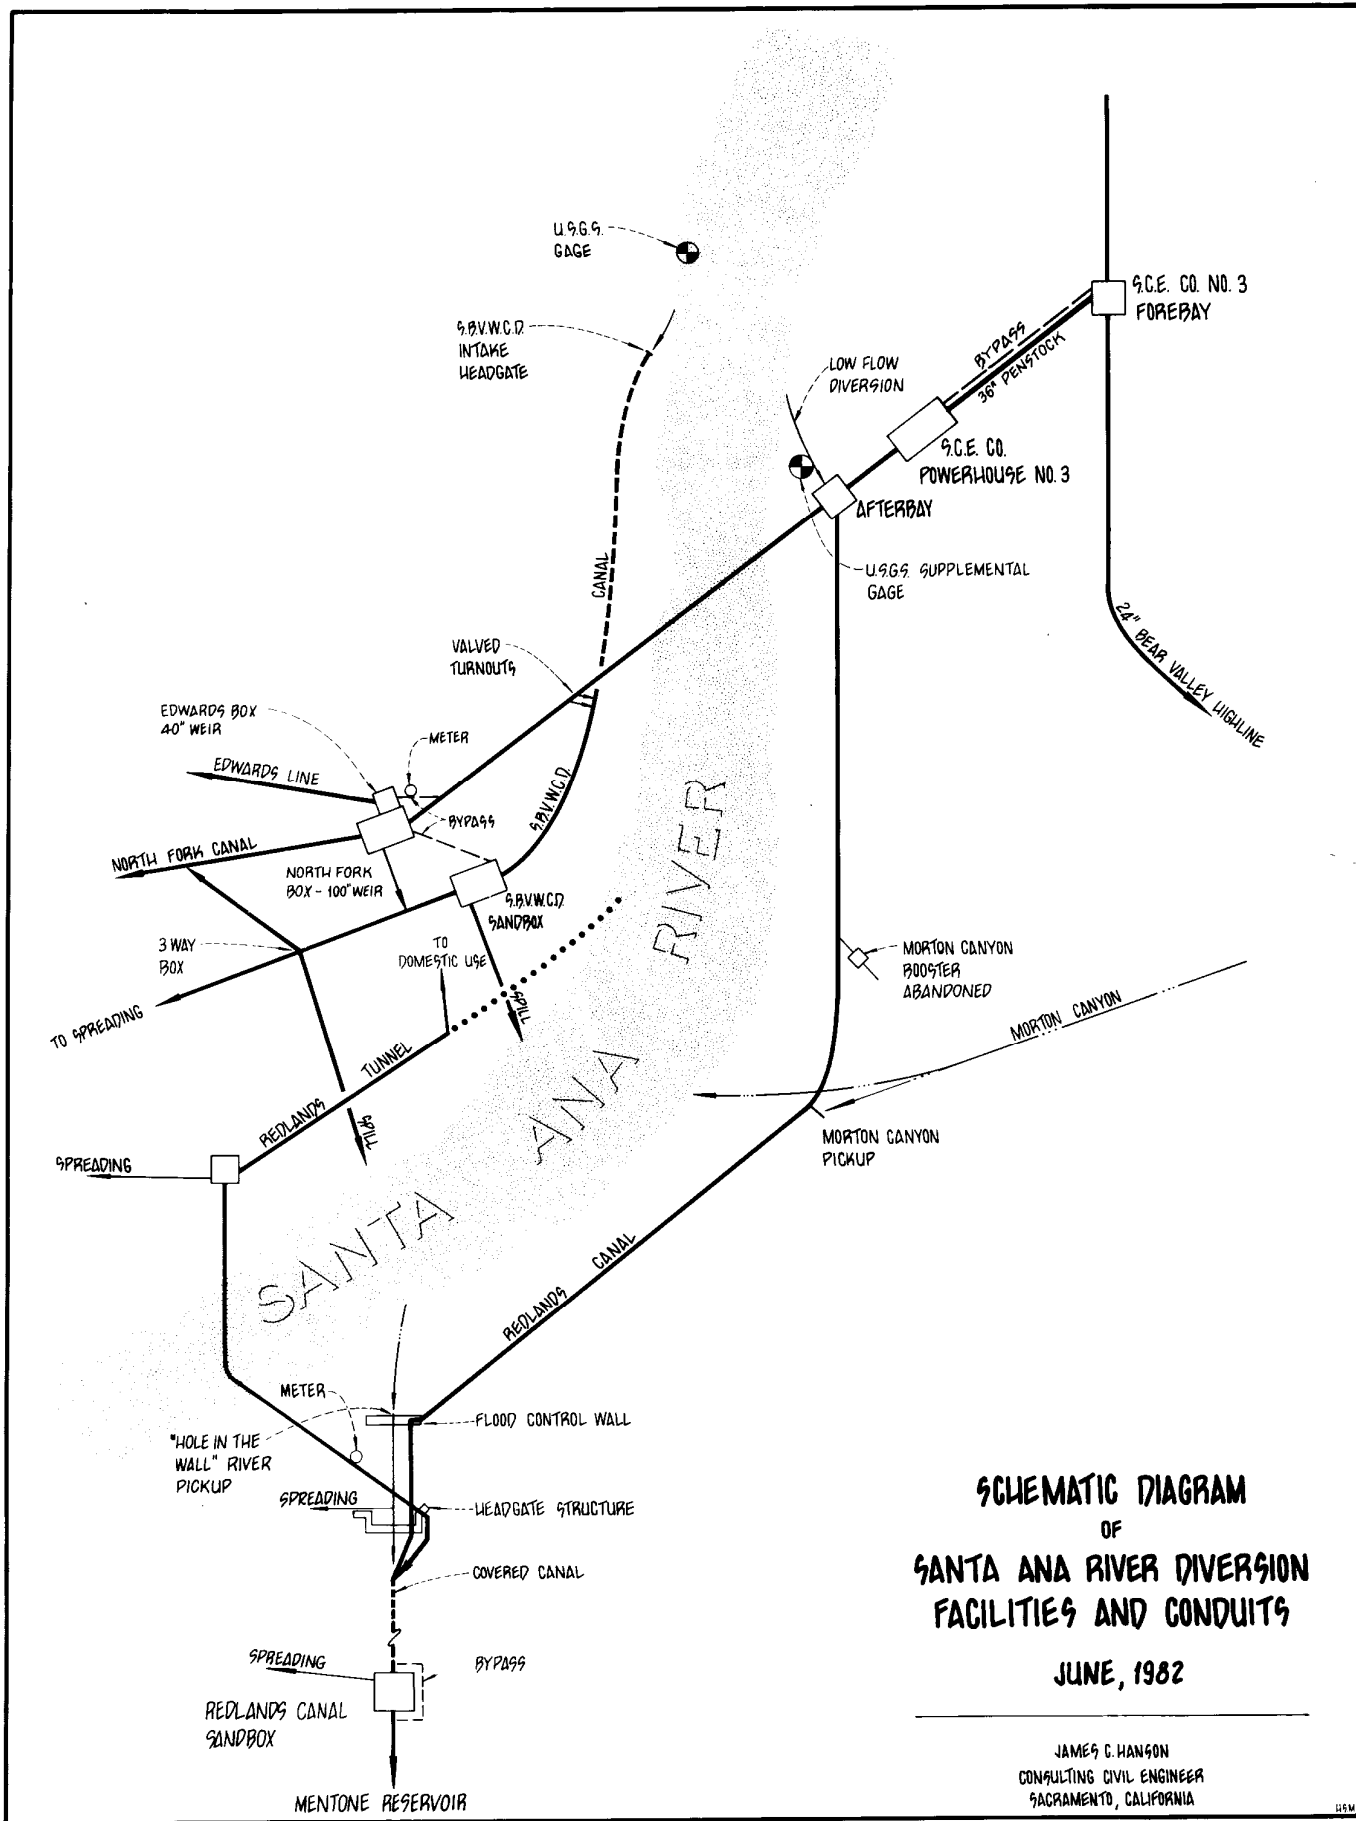 U.S.G.S.
GAGE
S.C.E. CO. NO. 3
FOREBAY
S.B.V.W.C.D.
INTAKE
HEADGATE
BYPASS
36" PENSTOCK
LOW FLOW
DIVERSION
S.C.E. CO.
POWERHOUSE NO. 3
AFTERBAY
U.S.G.S. SUPPLEMENTAL
GAGE
CANAL
24" BEAR VALLEY HIGHLINE
VALVED
TURNOUTS
EDWARDS BOX
40" WEIR
METER
EDWARDS LINE
S.B.V.W.C.D.
BYPASS
NORTH FORK CANAL
NORTH FORK
BOX - 100" WEIR
S.B.V.W.C.D.
SANDBOX
3 WAY
BOX
TO
DOMESTIC USE
MORTON CANYON
BOOSTER
ABANDONED
TO SPREADING
SPILL
MORTON CANYON
REDLANDS TUNNEL
SPILL
SANTA ANA RIVER
MORTON CANYON
PICKUP
SPREADING
REDLANDS CANAL
METER
FLOOD CONTROL WALL
"HOLE IN THE
WALL" RIVER
PICKUP
SPREADING
HEADGATE STRUCTURE
COVERED CANAL
SPREADING
BYPASS
REDLANDS CANAL
SANDBOX
MENTONE RESERVOIR
SCHEMATIC DIAGRAM
OF
SANTA ANA RIVER DIVERSION
FACILITIES AND CONDUITS
JUNE, 1982
JAMES C. HANSON
CONSULTING CIVIL ENGINEER
SACRAMENTO, CALIFORNIA
HSM